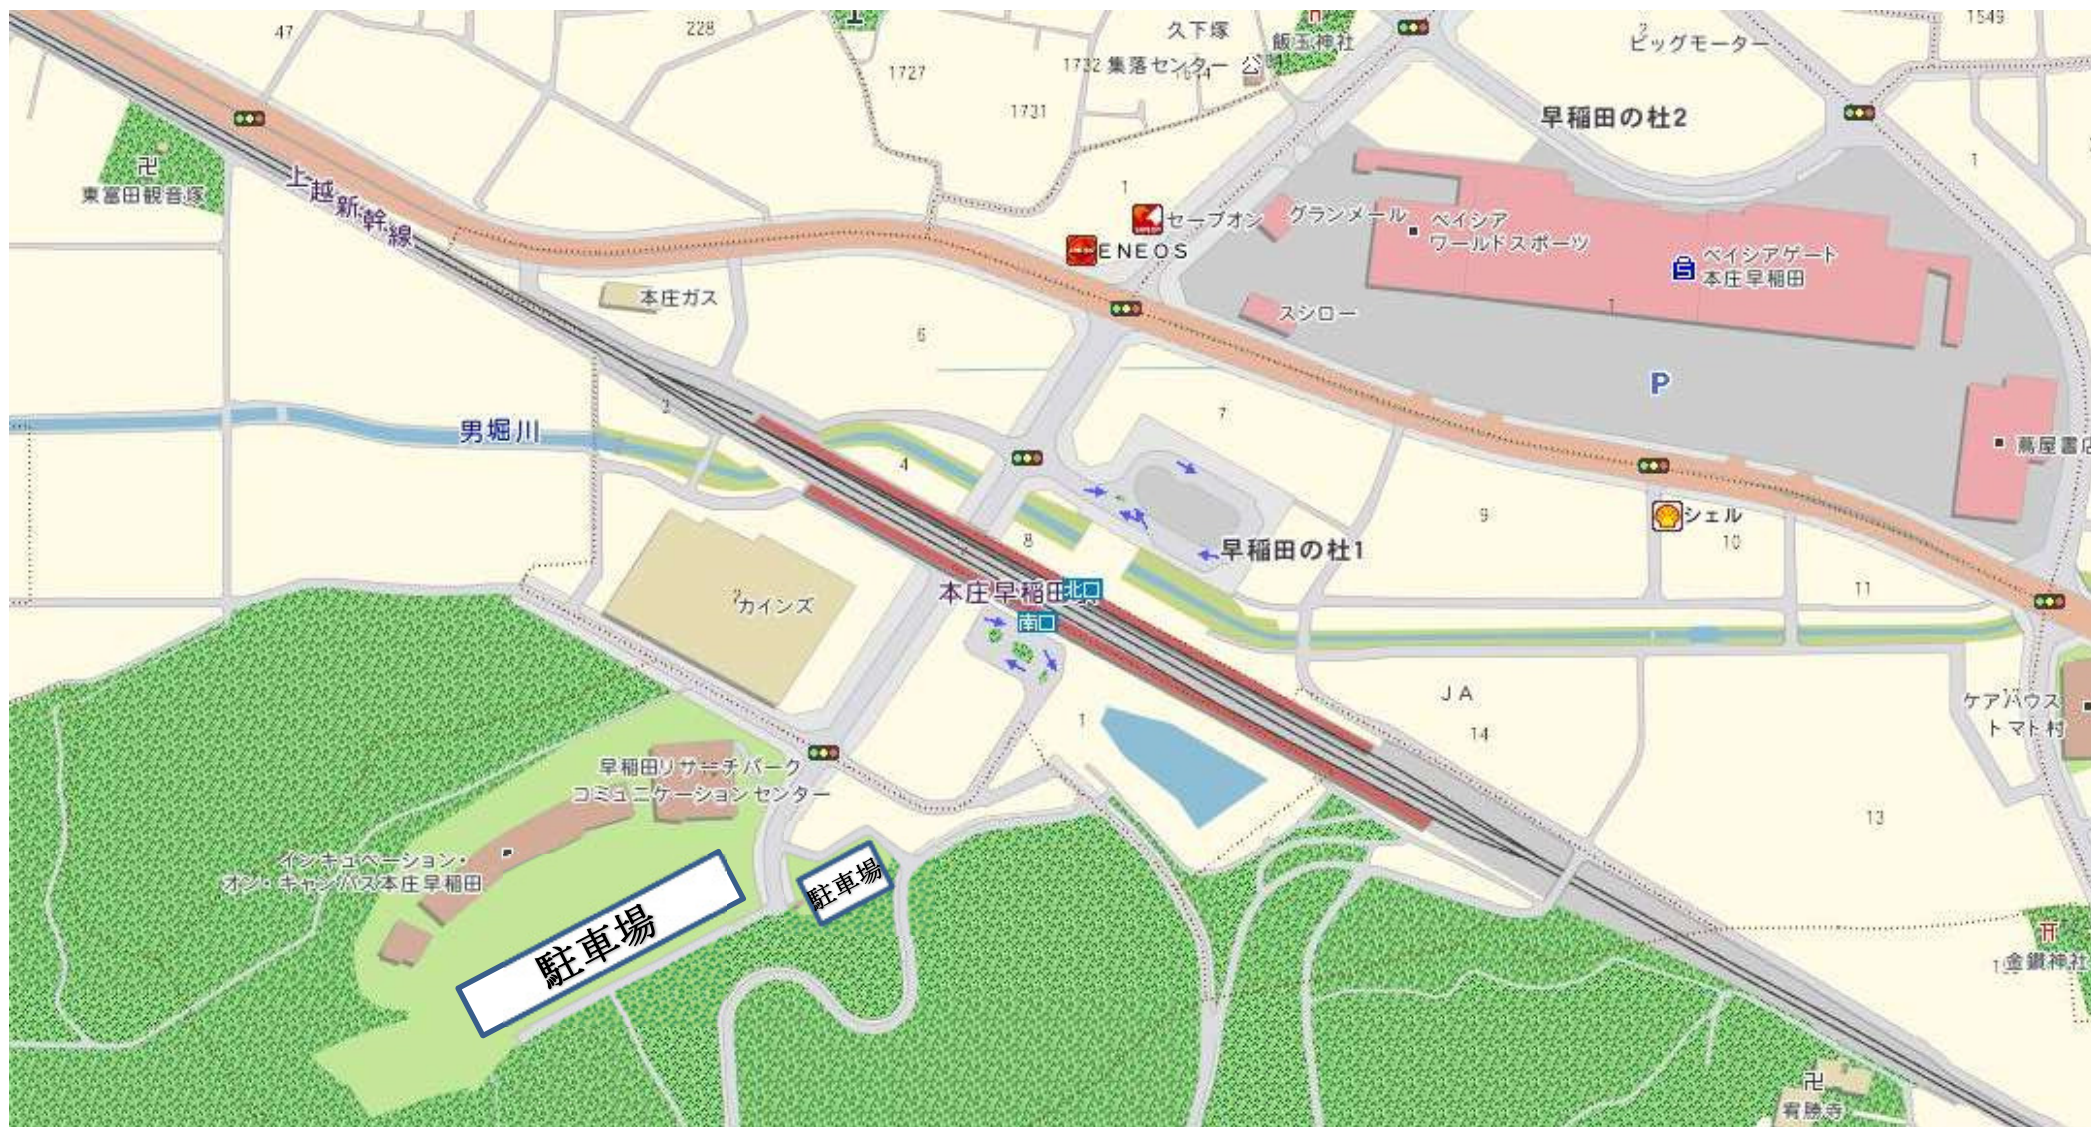 47
228
久下塚
1732 集落センター
飯玉神社
ビッグモーター
1549
1727
1731
早稲田の杜2
東富田観音塚
上越新幹線
1
1
セーブオン
ENEOS
グランメール
ベイシア
ワールドスポーツ
ベイシアゲート
本庄早稲田
1
スシロー
本庄ガス
6
P
7
2
男堀川
4
蔦屋書店
シェル
9
10
8
早稲田の杜1
カインズ
本庄早稲田
北口
南口
11
JA
14
1
ケアハウス
トマト村
早稲田リサーチパーク
コミュニケーションセンター
13
インキュベーション・
オン・キャンパス本庄早稲田
駐車場
駐車場
金鑚神社
宥勝寺